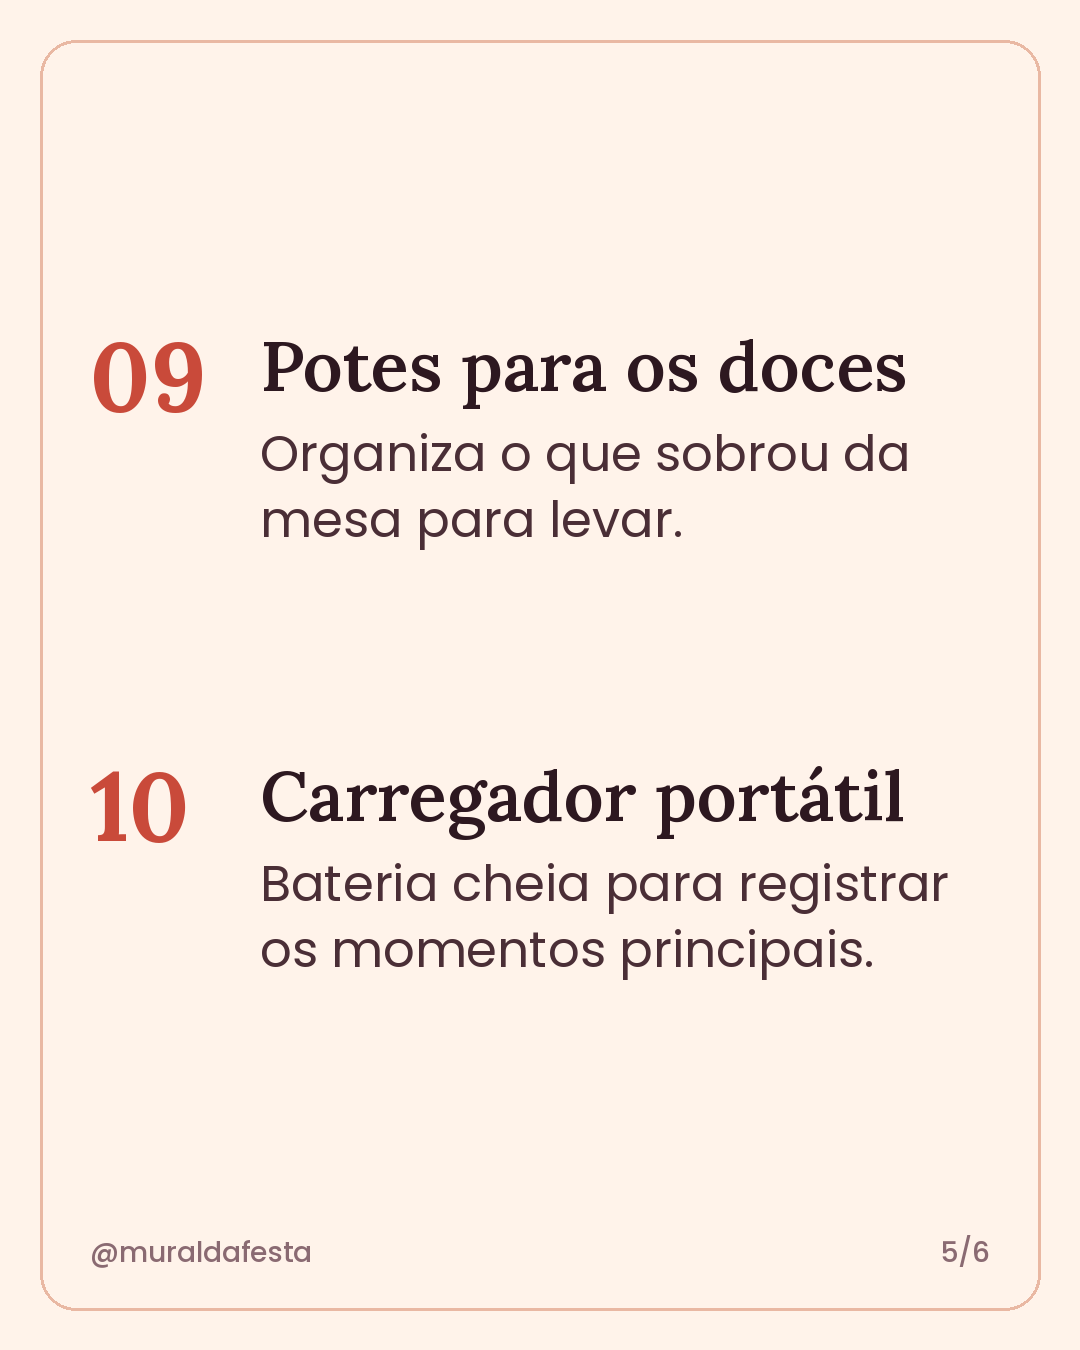 09
Potes para os doces
Organiza o que sobrou da
mesa para levar.
10
Carregador portátil
Bateria cheia para registrar
os momentos principais.
@muraldafesta
5/6